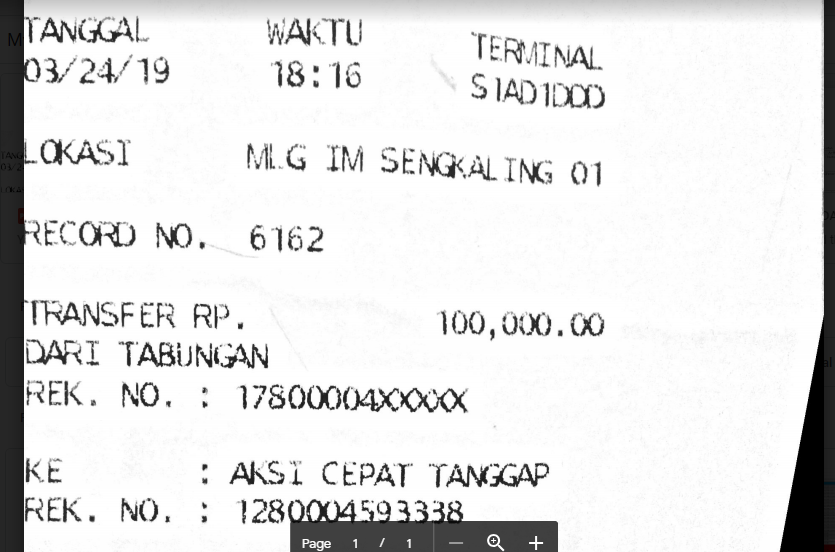 TANGGAL WAKTU TERMINAL
03/24/19 18:16 S1AD1DDD
LOKASI MLG IM SENGKALING 01
RECORD NO. 6162
TRANSFER RP. 100,000.00
DARI TABUNGAN
REK. NO. : 17800004XXXXX
KE : AKSI CEPAT TANGGAP
REK. NO. : 1280004593338
Page 1 / 1